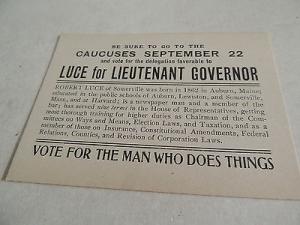 BE SURE TO GO TO THE
CAUCUSES SEPTEMBER 22
and vote for the delegation favorable to
LUCE for LIEUTENANT GOVERNOR
ROBERT LUCE of Somerville was born in 1862 in Auburn, Maine;
educated in the public schools of Auburn, Lewiston, and Somerville,
Mass., and at Harvard; is a newspaper man and a member of the
bar; has served nine terms in the House of Representatives, getting
most thorough training for higher duties as Chairman of the Com-
mittees on Ways and Means, Election Laws, and Taxation, and as a
member of those on Insurance, Constitutional Amendments, Federal
Relations, Counties, and Revision of Corporation Laws.
VOTE FOR THE MAN WHO DOES THINGS